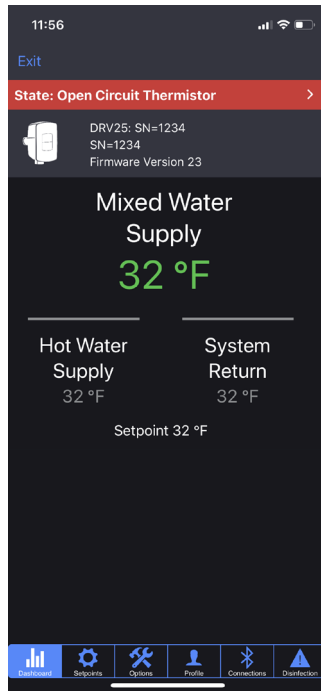 11:56
Exit
State: Open Circuit Thermistor
DRV25: SN=1234
SN=1234
Firmware Version 23
Mixed Water
Supply
32 °F
Hot Water
Supply
32 °F
System
Return
32 °F
Setpoint 32 °F
Dashboard Setpoints Options Profile Connections Disinfection